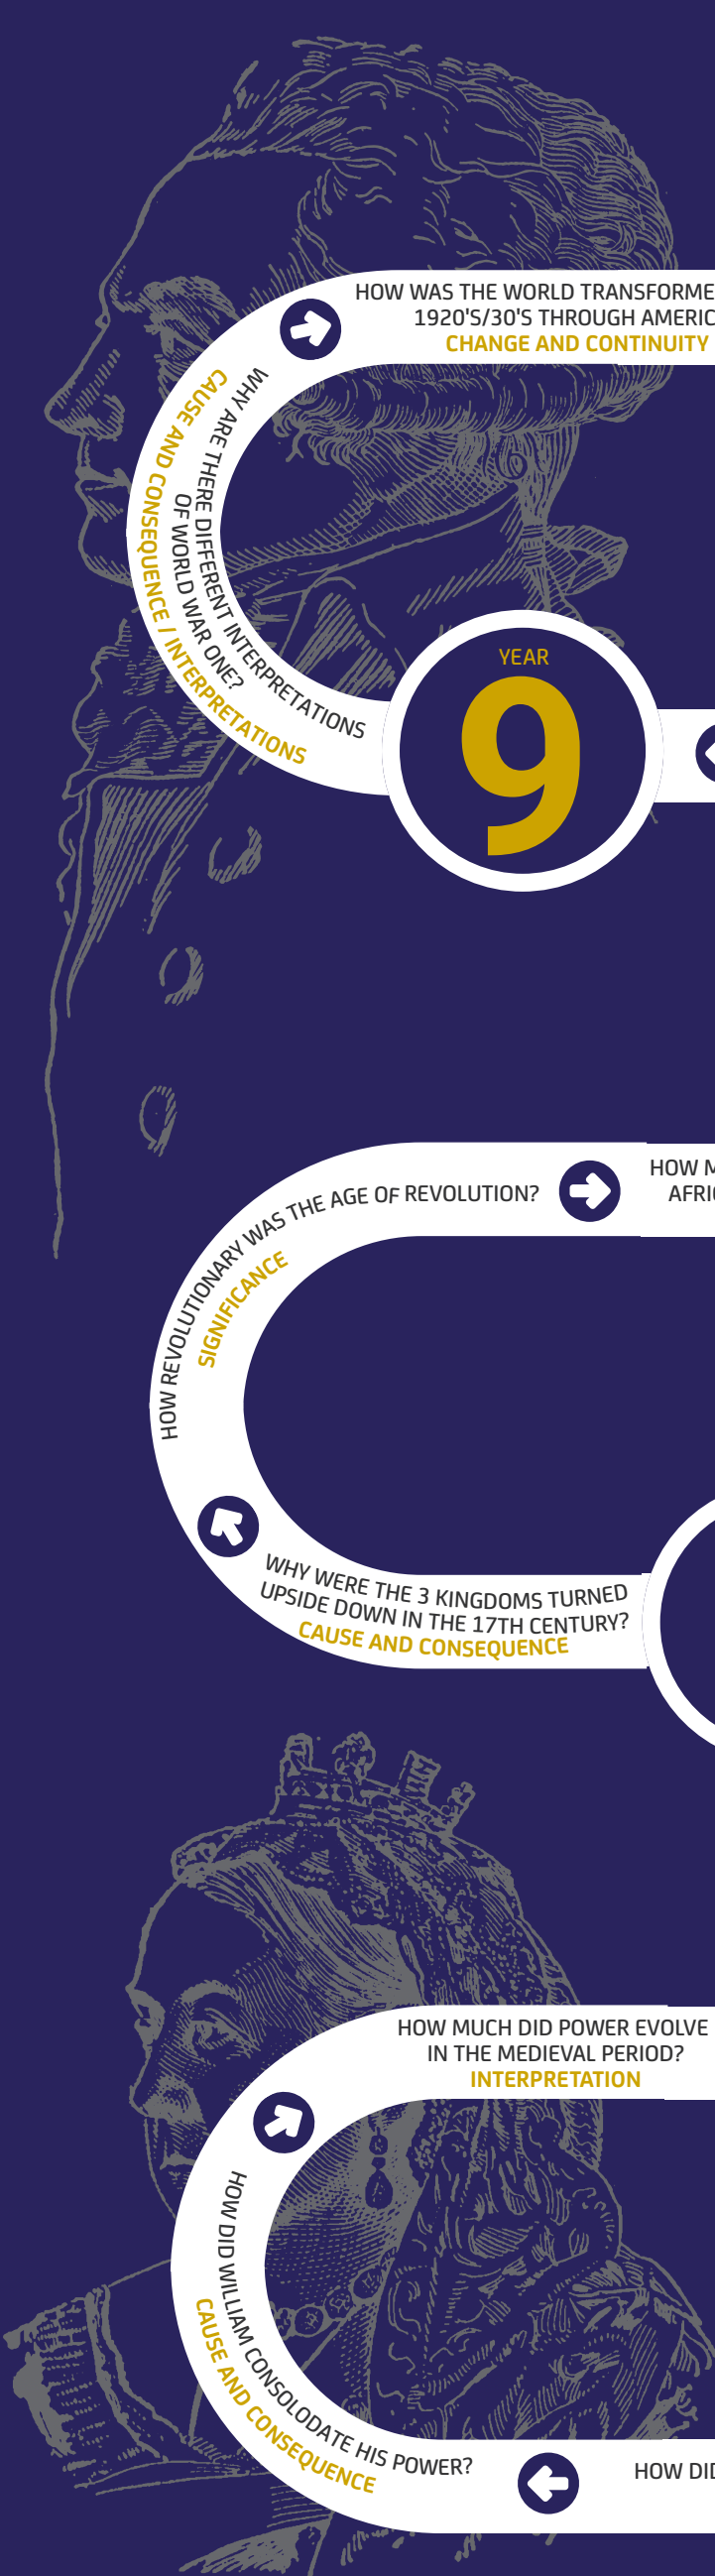 HOW WAS THE WORLD TRANSFORME
1920'S/30'S THROUGH AMERIC
CHANGE AND CONTINUITY
WHY ARE THERE DIFFERENT INTERPRETATIONS
OF WORLD WAR ONE?
CAUSE AND CONSEQUENCE / INTERPRETATIONS
YEAR
9
HOW REVOLUTIONARY WAS THE AGE OF REVOLUTION?
SIGNIFICANCE
HOW M
AFRI
WHY WERE THE 3 KINGDOMS TURNED
UPSIDE DOWN IN THE 17TH CENTURY?
CAUSE AND CONSEQUENCE
HOW MUCH DID POWER EVOLVE
IN THE MEDIEVAL PERIOD?
INTERPRETATION
HOW DID WILLIAM CONSOLODATE HIS POWER?
CAUSE AND CONSEQUENCE
HOW DID